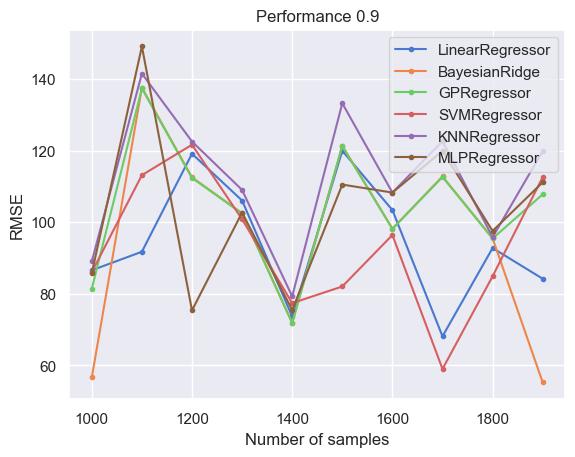 Performance 0.9
LinearRegressor
BayesianRidge
GPRegressor
SVMRegressor
KNNRegressor
MLPRegressor
RMSE
140
120
100
80
60
1000
1200
1400
1600
1800
Number of samples